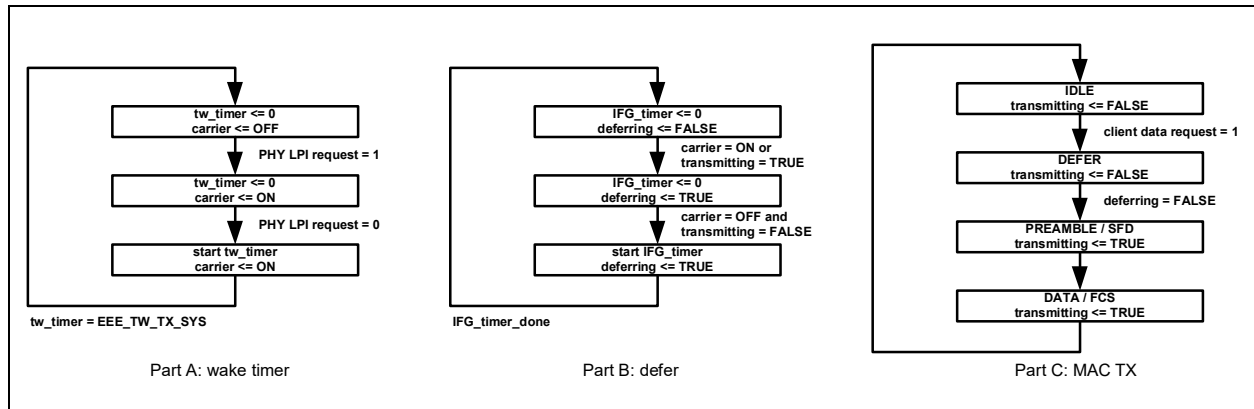 tw_timer <= 0
carrier <= OFF
PHY LPI request = 1
tw_timer <= 0
carrier <= ON
PHY LPI request = 0
start tw_timer
carrier <= ON
tw_timer = EEE_TW_TX_SYS
Part A: wake timer
IFG_timer <= 0
deferring <= FALSE
carrier = ON or
transmitting = TRUE
IFG_timer <= 0
deferring <= TRUE
carrier = OFF and
transmitting = FALSE
start IFG_timer
deferring <= TRUE
IFG_timer_done
Part B: defer
IDLE
transmitting <= FALSE
client data request = 1
DEFER
transmitting <= FALSE
deferring = FALSE
PREAMBLE / SFD
transmitting <= TRUE
DATA / FCS
transmitting <= TRUE
Part C: MAC TX